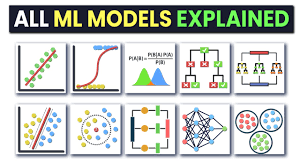 ALL ML MODELS EXPLAINED
P(A|B) = P(B|A) P(A)
P(B)